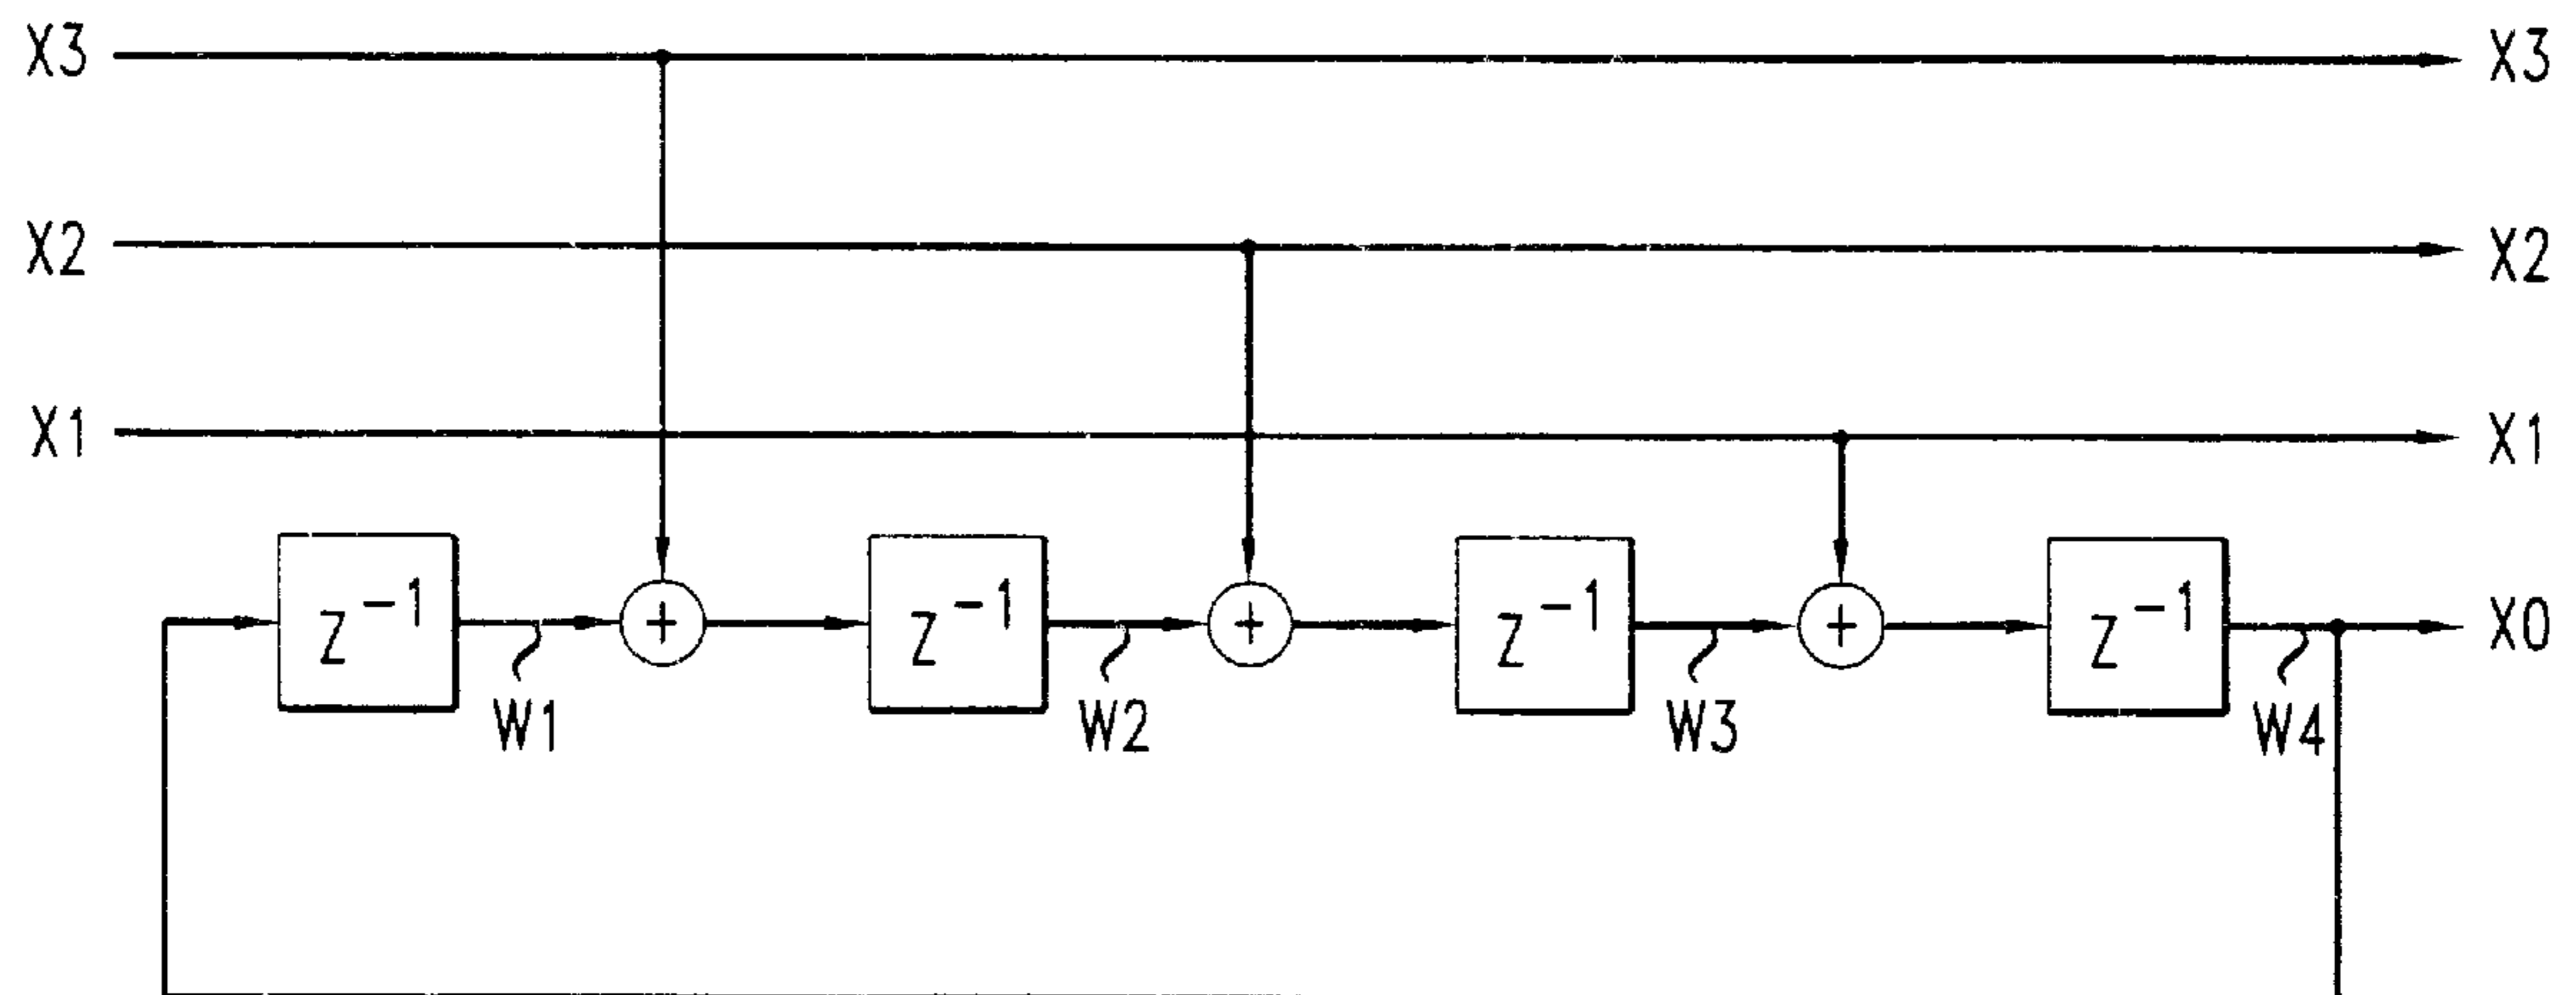 X3 X3
X2 X2
X1 X1
Z⁻¹ + Z⁻¹ + Z⁻¹ + Z⁻¹ X0
W1 W2 W3 W4